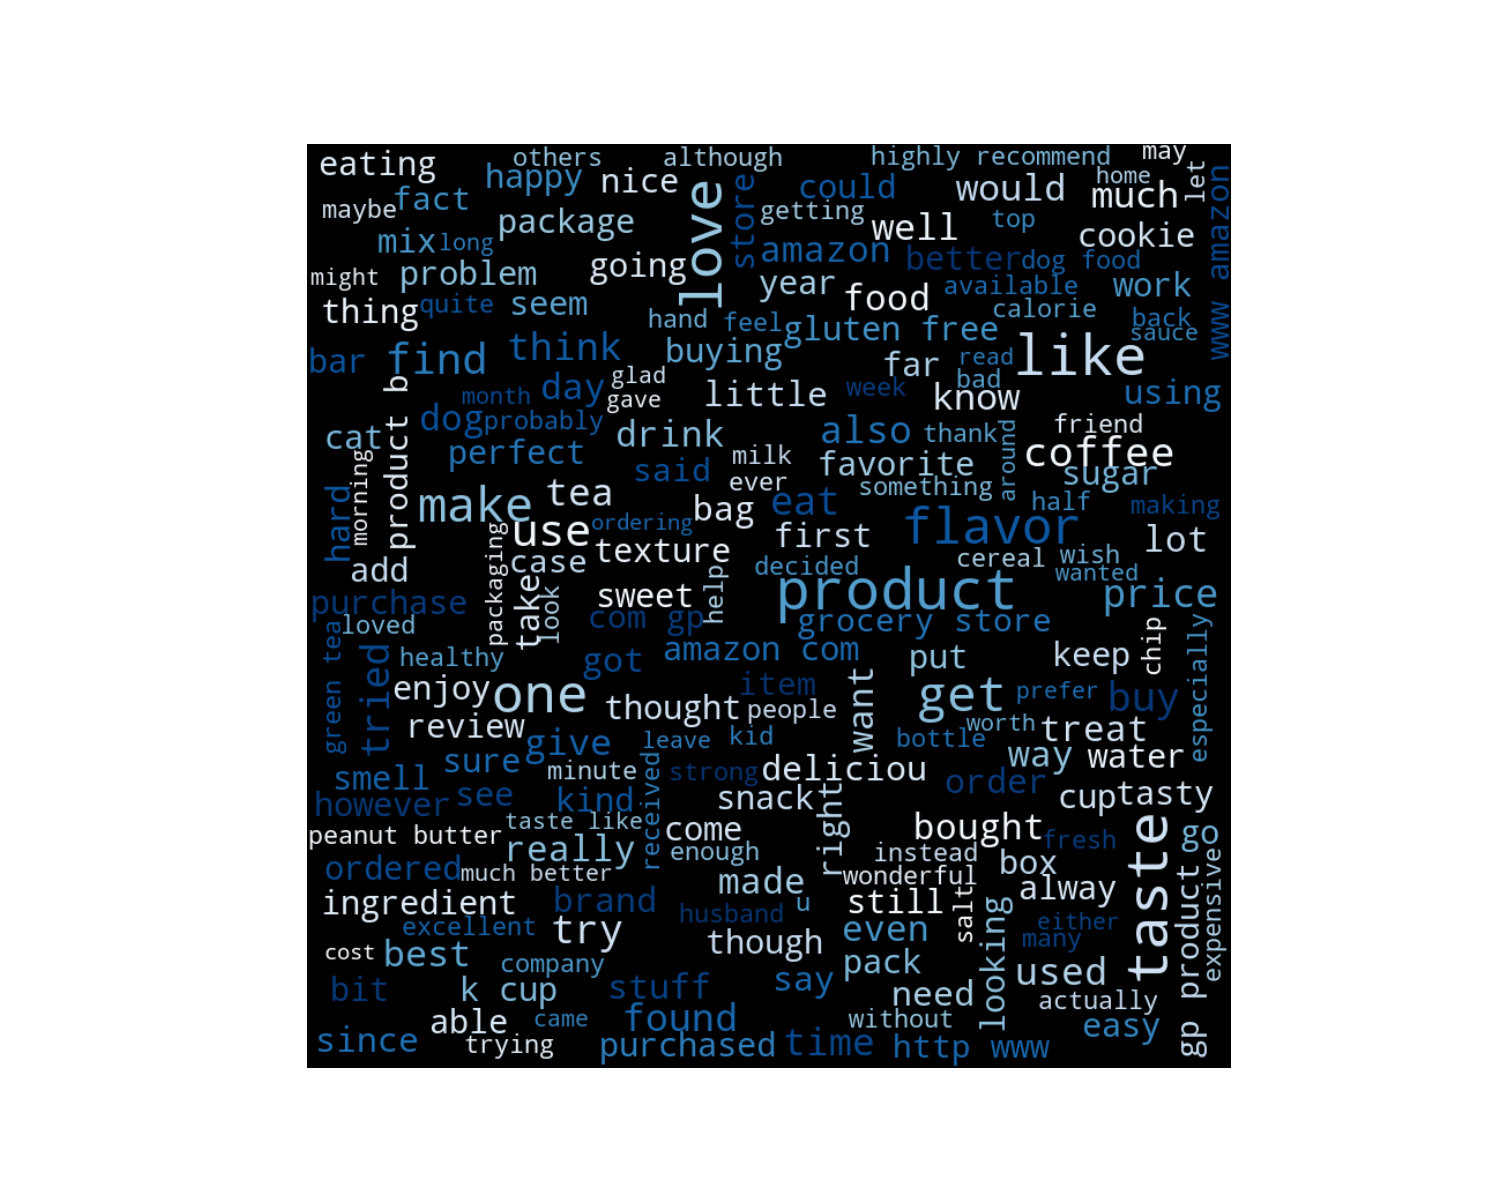 eating
others
although
highly recommend
may
happy
nice
love
store
could
would
home
much
let
www amazon
maybe
fact
package
getting
well
top
cookie
mix
long
amazon
better
dog food
might
problem
going
year
food
available
work
calorie
thing
quite
seem
hand
feel
gluten free
back
sauce
bar
find
think
buying
far
read
like
bad
product b
month
day
glad
gave
little
week
know
using
dog
probably
drink
also
thank
around
friend
cat
perfect
said
milk
favorite
coffee
sugar
morning
hard
make
tea
ever
bag
eat
something
half
making
use
ordering
first
flavor
lot
packaging
case
texture
cereal
wish
add
take
look
sweet
help
decided
product
wanted
price
purchase
com gp
grocery store
green tea
loved
tried
healthy
got
amazon com
put
keep
chip
especially
enjoy
one
item
want
get
prefer
buy
review
thought
people
worth
treat
give
leave
kid
bottle
way
water
smell
sure
minute
received
strong
deliciou
order
however
see
kind
snack
right
cup
tasty
peanut butter
taste like
come
bought
fresh
taste
go
really
enough
instead
ordered
much better
made
wonderful
box
gp product
expensive
ingredient
brand
husband
u
still
salt
alway
looking
excellent
try
though
even
either
many
cost
best
company
say
pack
used
bit
k cup
stuff
need
actually
able
came
found
without
easy
since
trying
purchased
time
http www